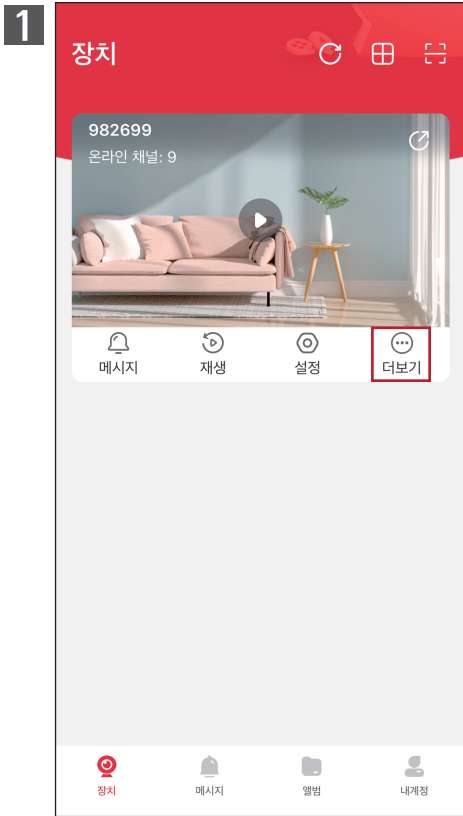 1
장치
982699
온라인 채널: 9
메시지 재생 설정 더보기
장치 메시지 앨범 내계정